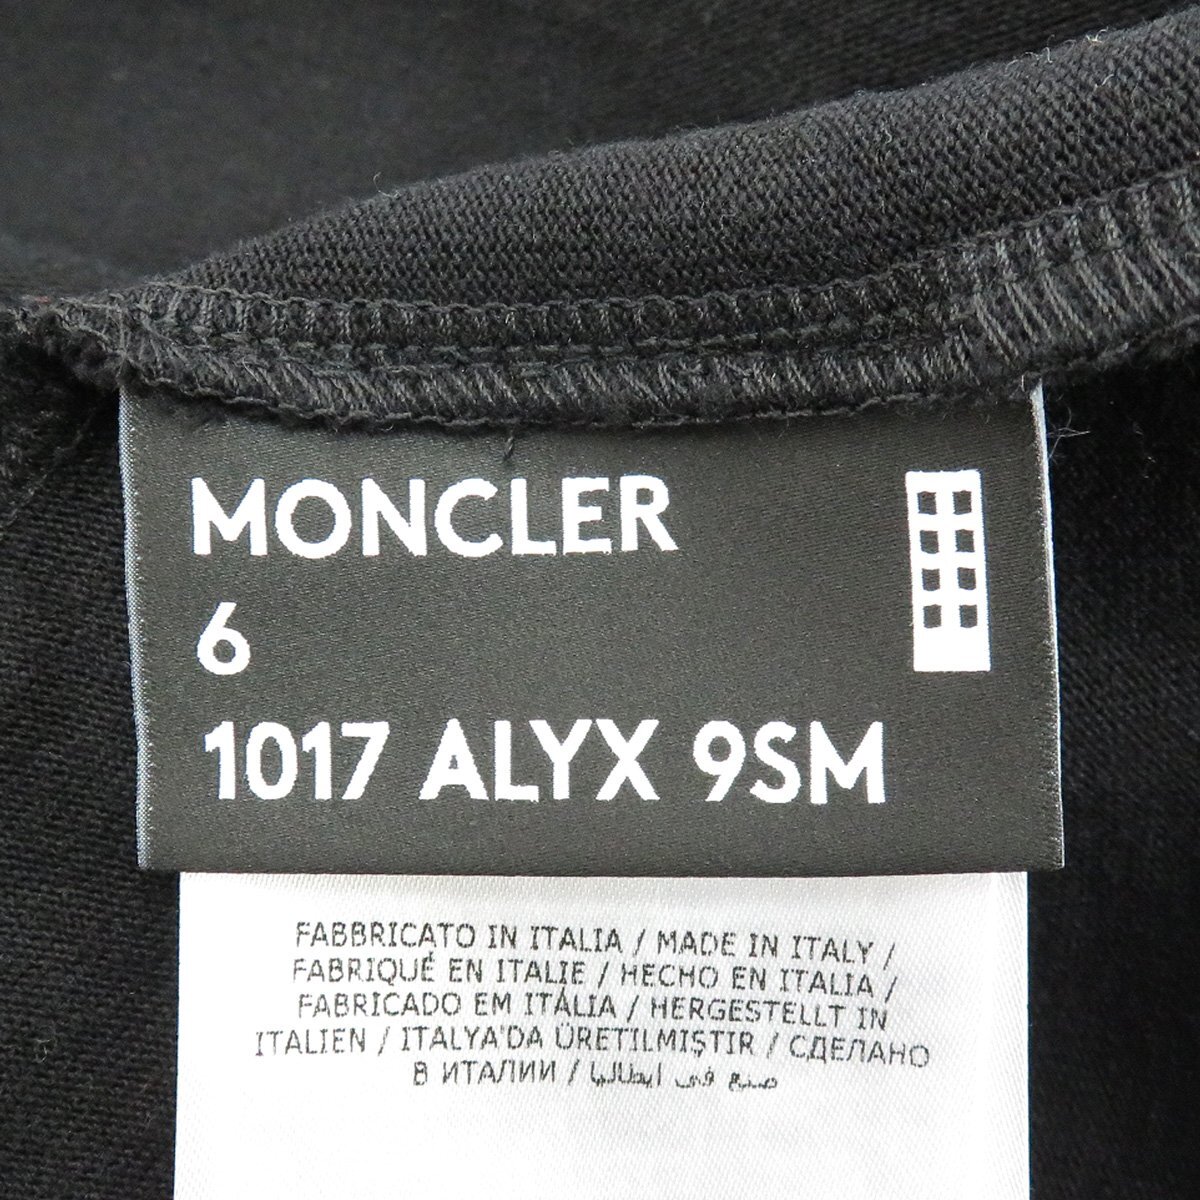 MONCLER
6
1017 ALYX 9SM
FABBRICATO IN ITALIA / MADE IN ITALY /
FABRIQUÉ EN ITALIE / HECHO EN ITALIA /
FABRICADO EM ITÁLIA / HERGESTELLT IN
ITALIEN / ITALYA'DA ÜRETILMIŞTIR / СДЕЛАНО
В ИТАЛИИ / صنع في ايطاليا